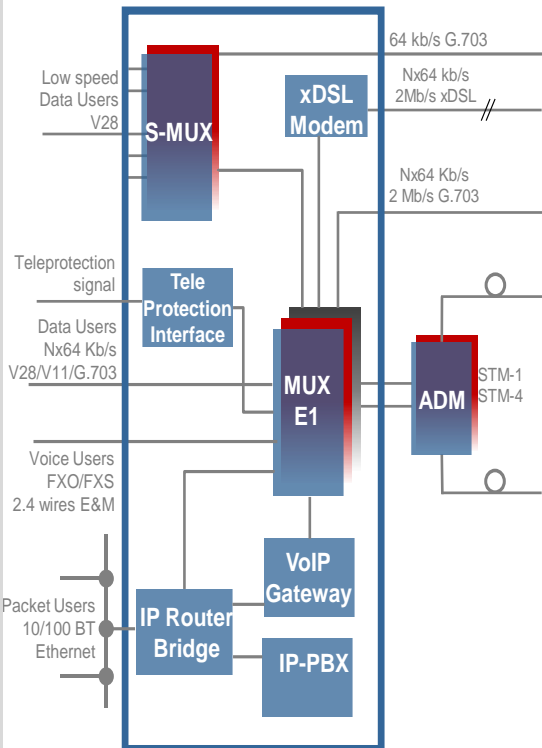 64 kb/s G.703
Low speed
Data Users
V28
S-MUX
xDSL
Modem
Nx64 kb/s
2Mb/s xDSL
Nx64 Kb/s
2 Mb/s G.703
Teleprotection
signal
Tele
Protection
Interface
Data Users
Nx64 Kb/s
V28/V11/G.703
MUX
E1
ADM
STM-1
STM-4
Voice Users
FXO/FXS
2.4 wires E&M
VoIP
Gateway
Packet Users
10/100 BT
Ethernet
IP Router
Bridge
IP-PBX